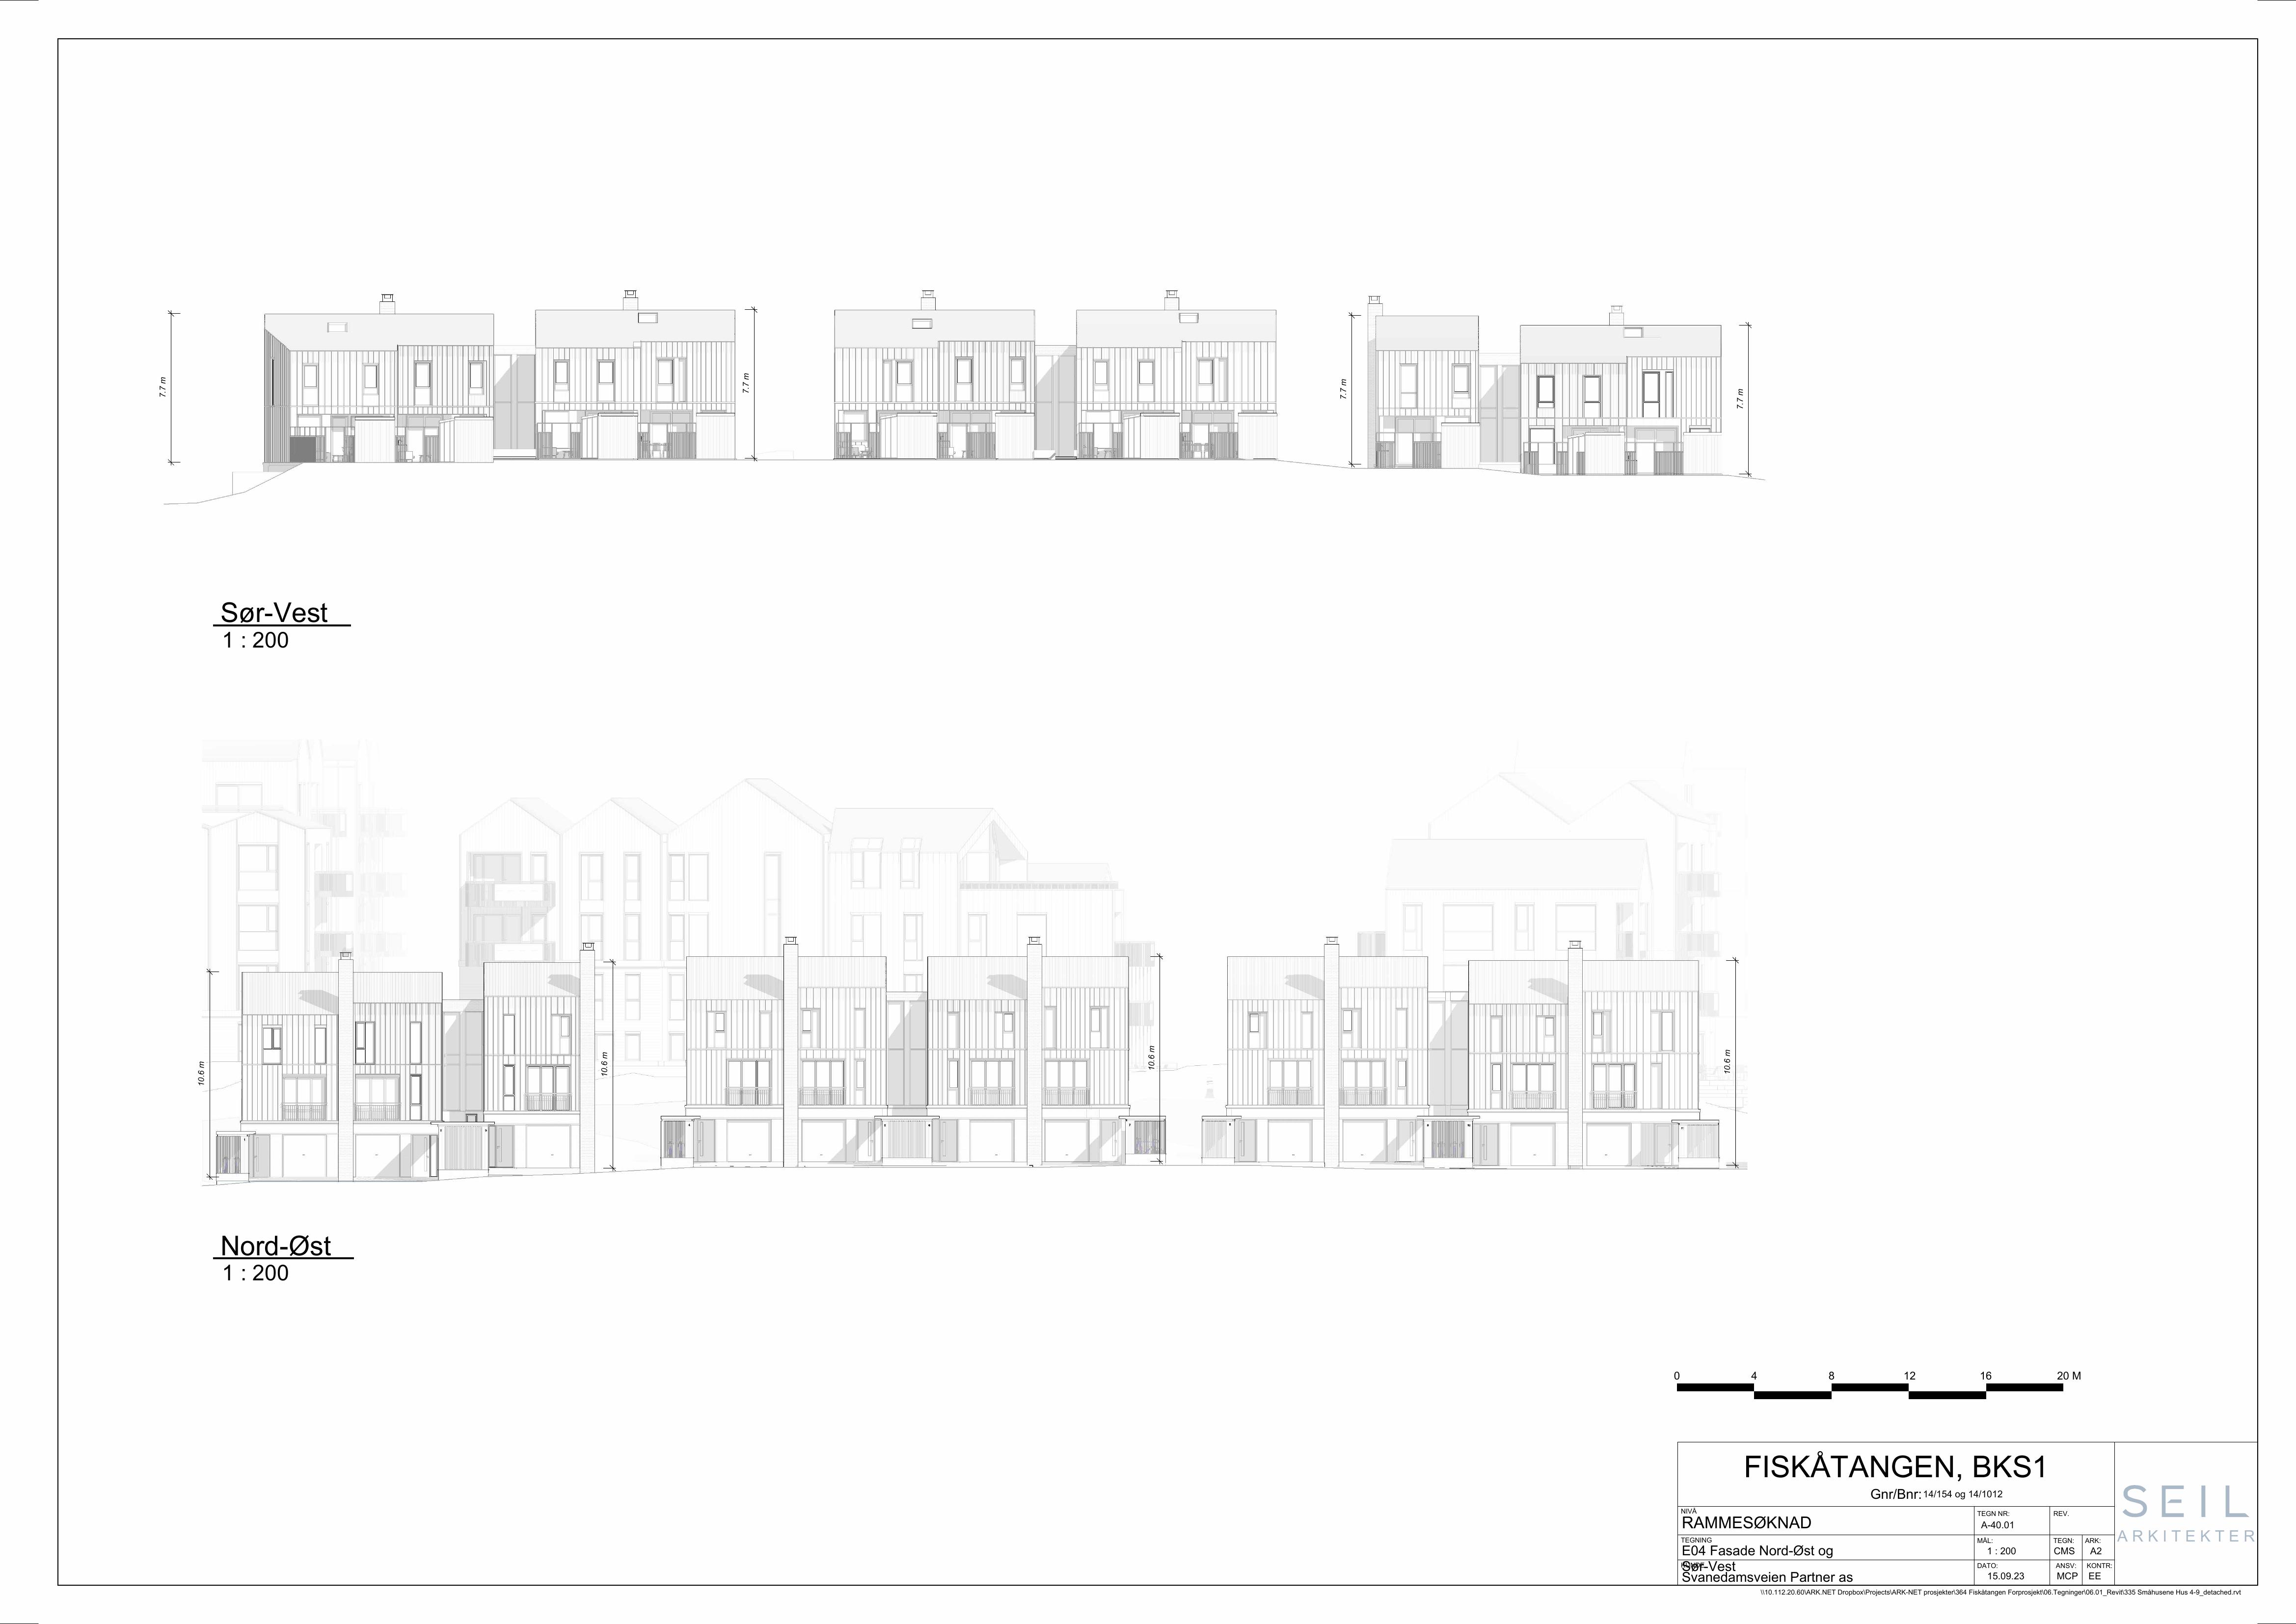 7.7 m
7.7 m
7.7 m
7.7 m
Sør-Vest
1 : 200
10.6 m
10.6 m
10.6 m
10.6 m
Nord-Øst
1 : 200
0 4 8 12 16 20 M
FISKÅTANGEN, BKS1
Gnr/Bnr: 14/154 og 14/1012
NIVÅ
RAMMESØKNAD
TEGN NR:
A-40.01
REV.
TEGNING
E04 Fasade Nord-Øst og
Sør-Vest
MÅL:
1 : 200
TEGN:
CMS
ARK:
A2
Svanedamsveien Partner as
DATO:
15.09.23
ANSV:
MCP
KONTR:
EE
SEIL
ARKITEKTER
\\10.112.20.60\ARK.NET Dropbox\Projects\ARK-NET prosjekter\364 Fiskåtangen Forprosjekt\06.Tegninger\06.01_Revit\335 Småhusene Hus 4-9_detached.rvt